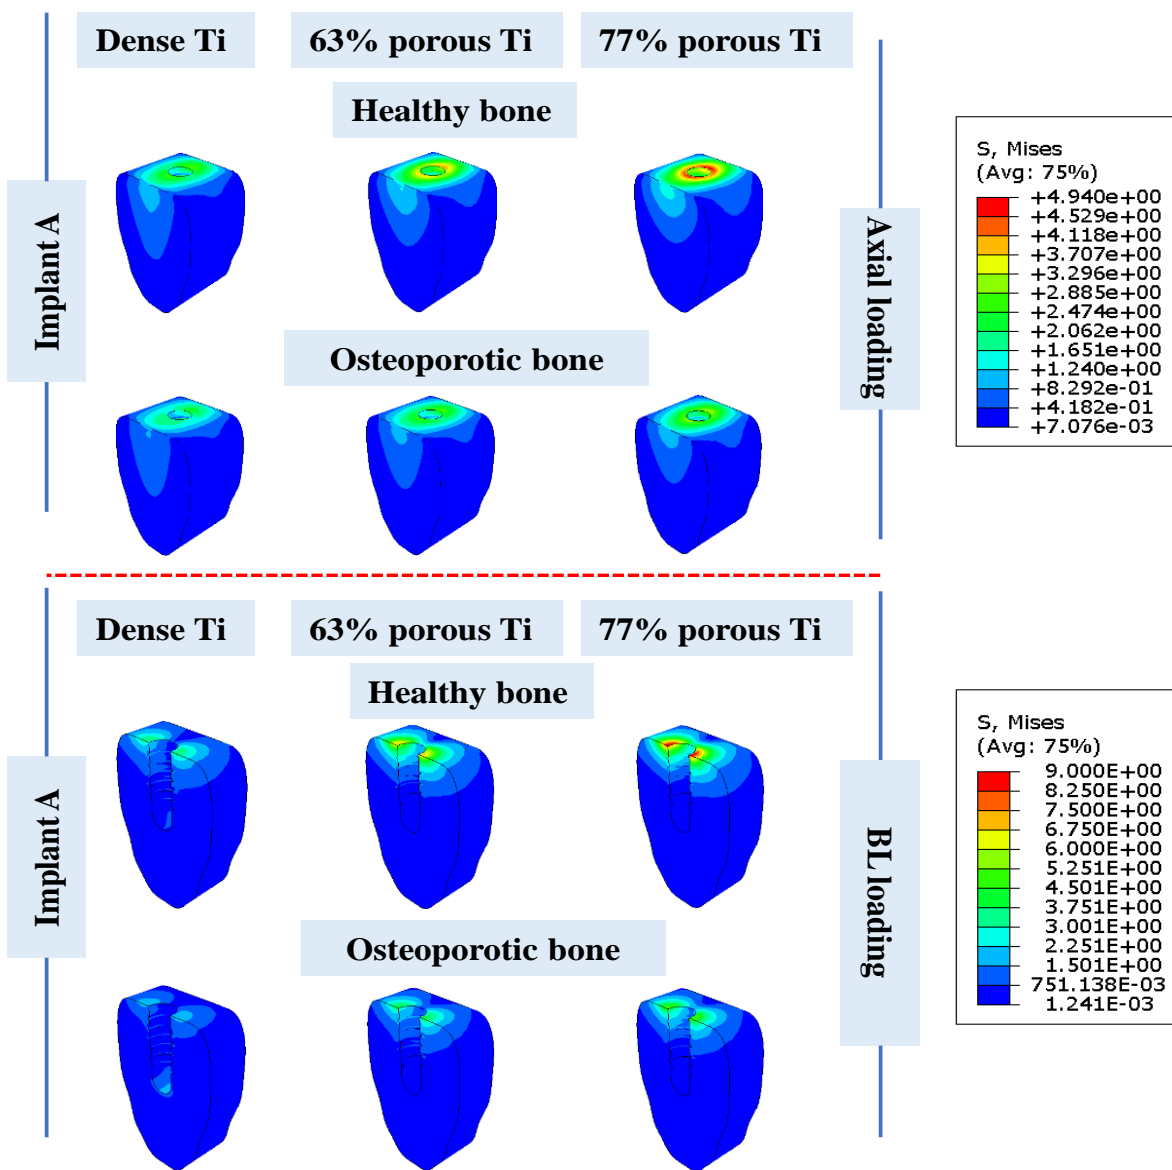 Dense Ti
63% porous Ti
77% porous Ti
Healthy bone
Implant A
Axial loading
Osteoporotic bone
S, Mises
(Avg: 75%)
+4.940e+00
+4.529e+00
+4.118e+00
+3.707e+00
+3.296e+00
+2.885e+00
+2.474e+00
+2.062e+00
+1.651e+00
+1.240e+00
+8.292e-01
+4.182e-01
+7.076e-03
Dense Ti
63% porous Ti
77% porous Ti
Healthy bone
Implant A
BL loading
Osteoporotic bone
S, Mises
(Avg: 75%)
9.000E+00
8.250E+00
7.500E+00
6.750E+00
6.000E+00
5.251E+00
4.501E+00
3.751E+00
3.001E+00
2.251E+00
1.501E+00
751.138E-03
1.241E-03